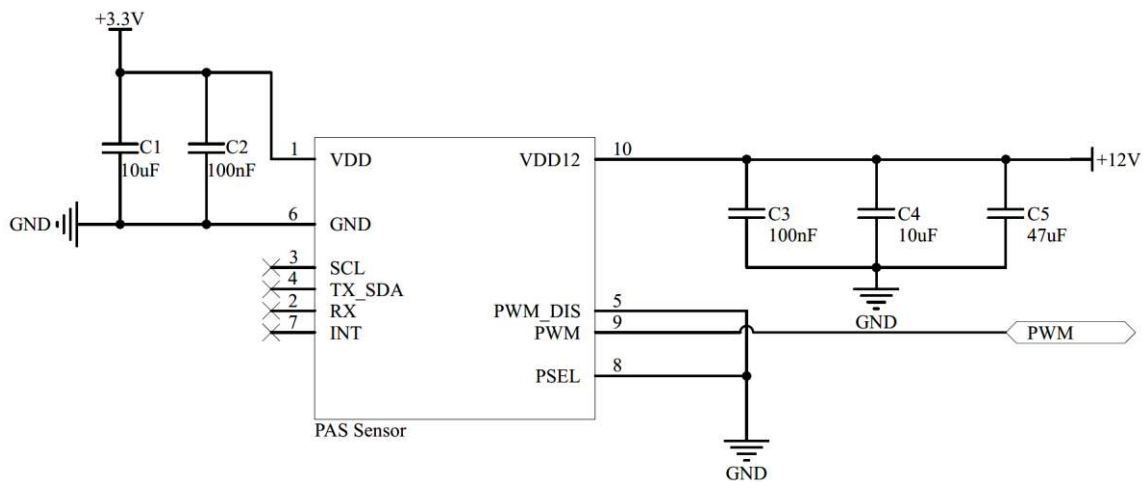 +3.3V
C1
10uF
C2
100nF
GND
1
VDD
6
GND
3
SCL
4
TX_SDA
2
RX
7
INT
VDD12
10
PWM_DIS
5
PWM
9
PSEL
8
PAS Sensor
+12V
C3
100nF
C4
10uF
C5
47uF
GND
PWM
GND